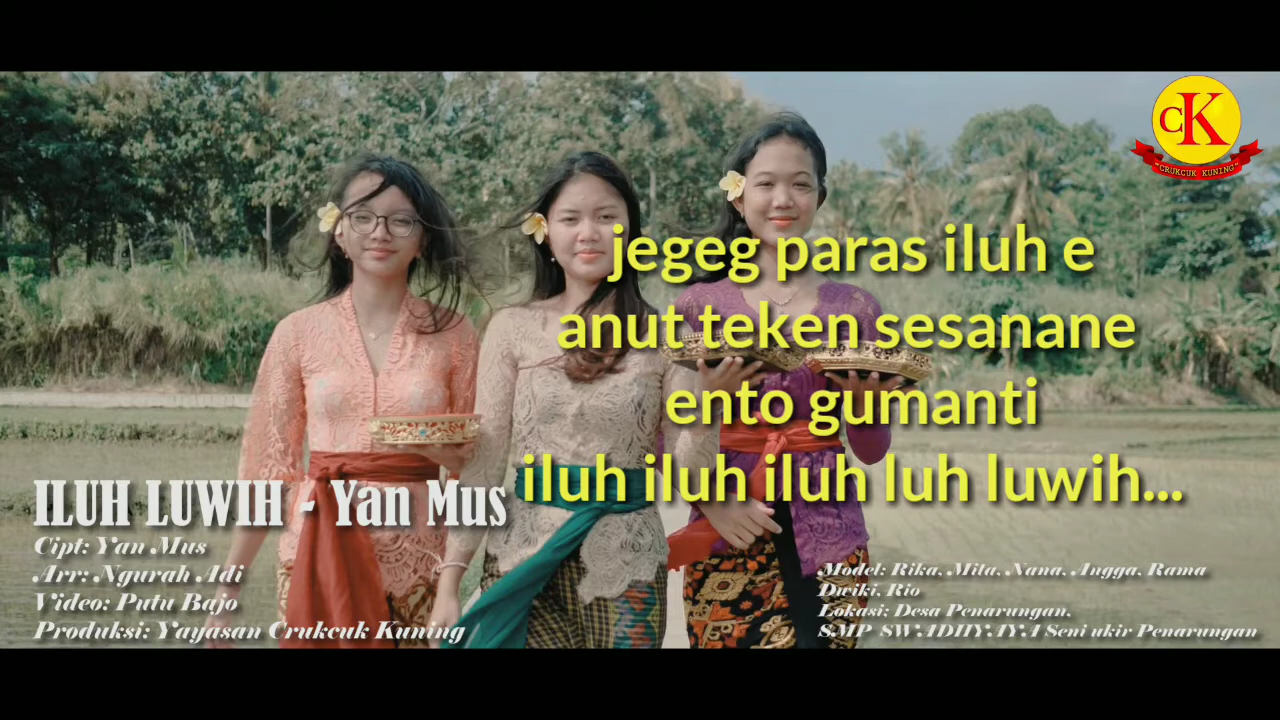 CK
"CRUKCUK KUNING"
jegeg paras iluh e
anut teken sesanane
ento gumanti
iluh iluh iluh luh luwih...
ILUH LUWIH - Yan Mus
Cipt: Yan Mus
Arr: Ngurah Adi
Video: Putu Bajo
Produksi: Yayasan Crukcuk Kuning
Model: Rika, Mita, Nana, Angga, Rama
Dwiki, Rio
Lokasi: Desa Penarungan,
SMP SWADHYAYA Seni ukir Penarungan